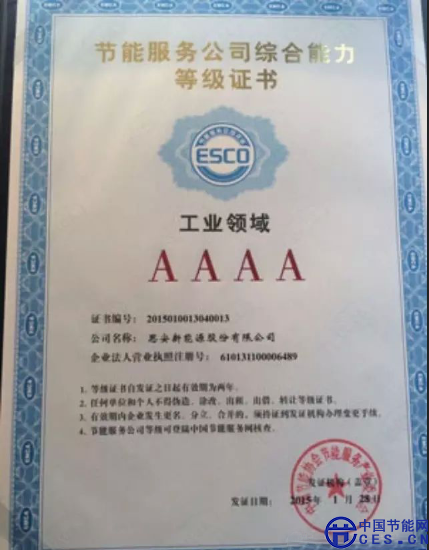 节能服务公司综合能力
等级证书
ESCO
工业领域
AAAA
证书编号：2015010013040013
公司名称：思安新能源股份有限公司
企业法人营业执照注册号：610131100006489
1、等级证书自发证之日起有效期为两年。
2、任何单位和个人不得伪造、涂改、出租、出借、转让等级证书。
3、有效期内企业发生更名、分立、合并的，须持证到发证机构办理变更手续。
4、节能服务公司等级可登陆中国节能服务网核查。
发证机构（盖章）
发证日期：2015年 1月 28日
中国节能网
CES.CN